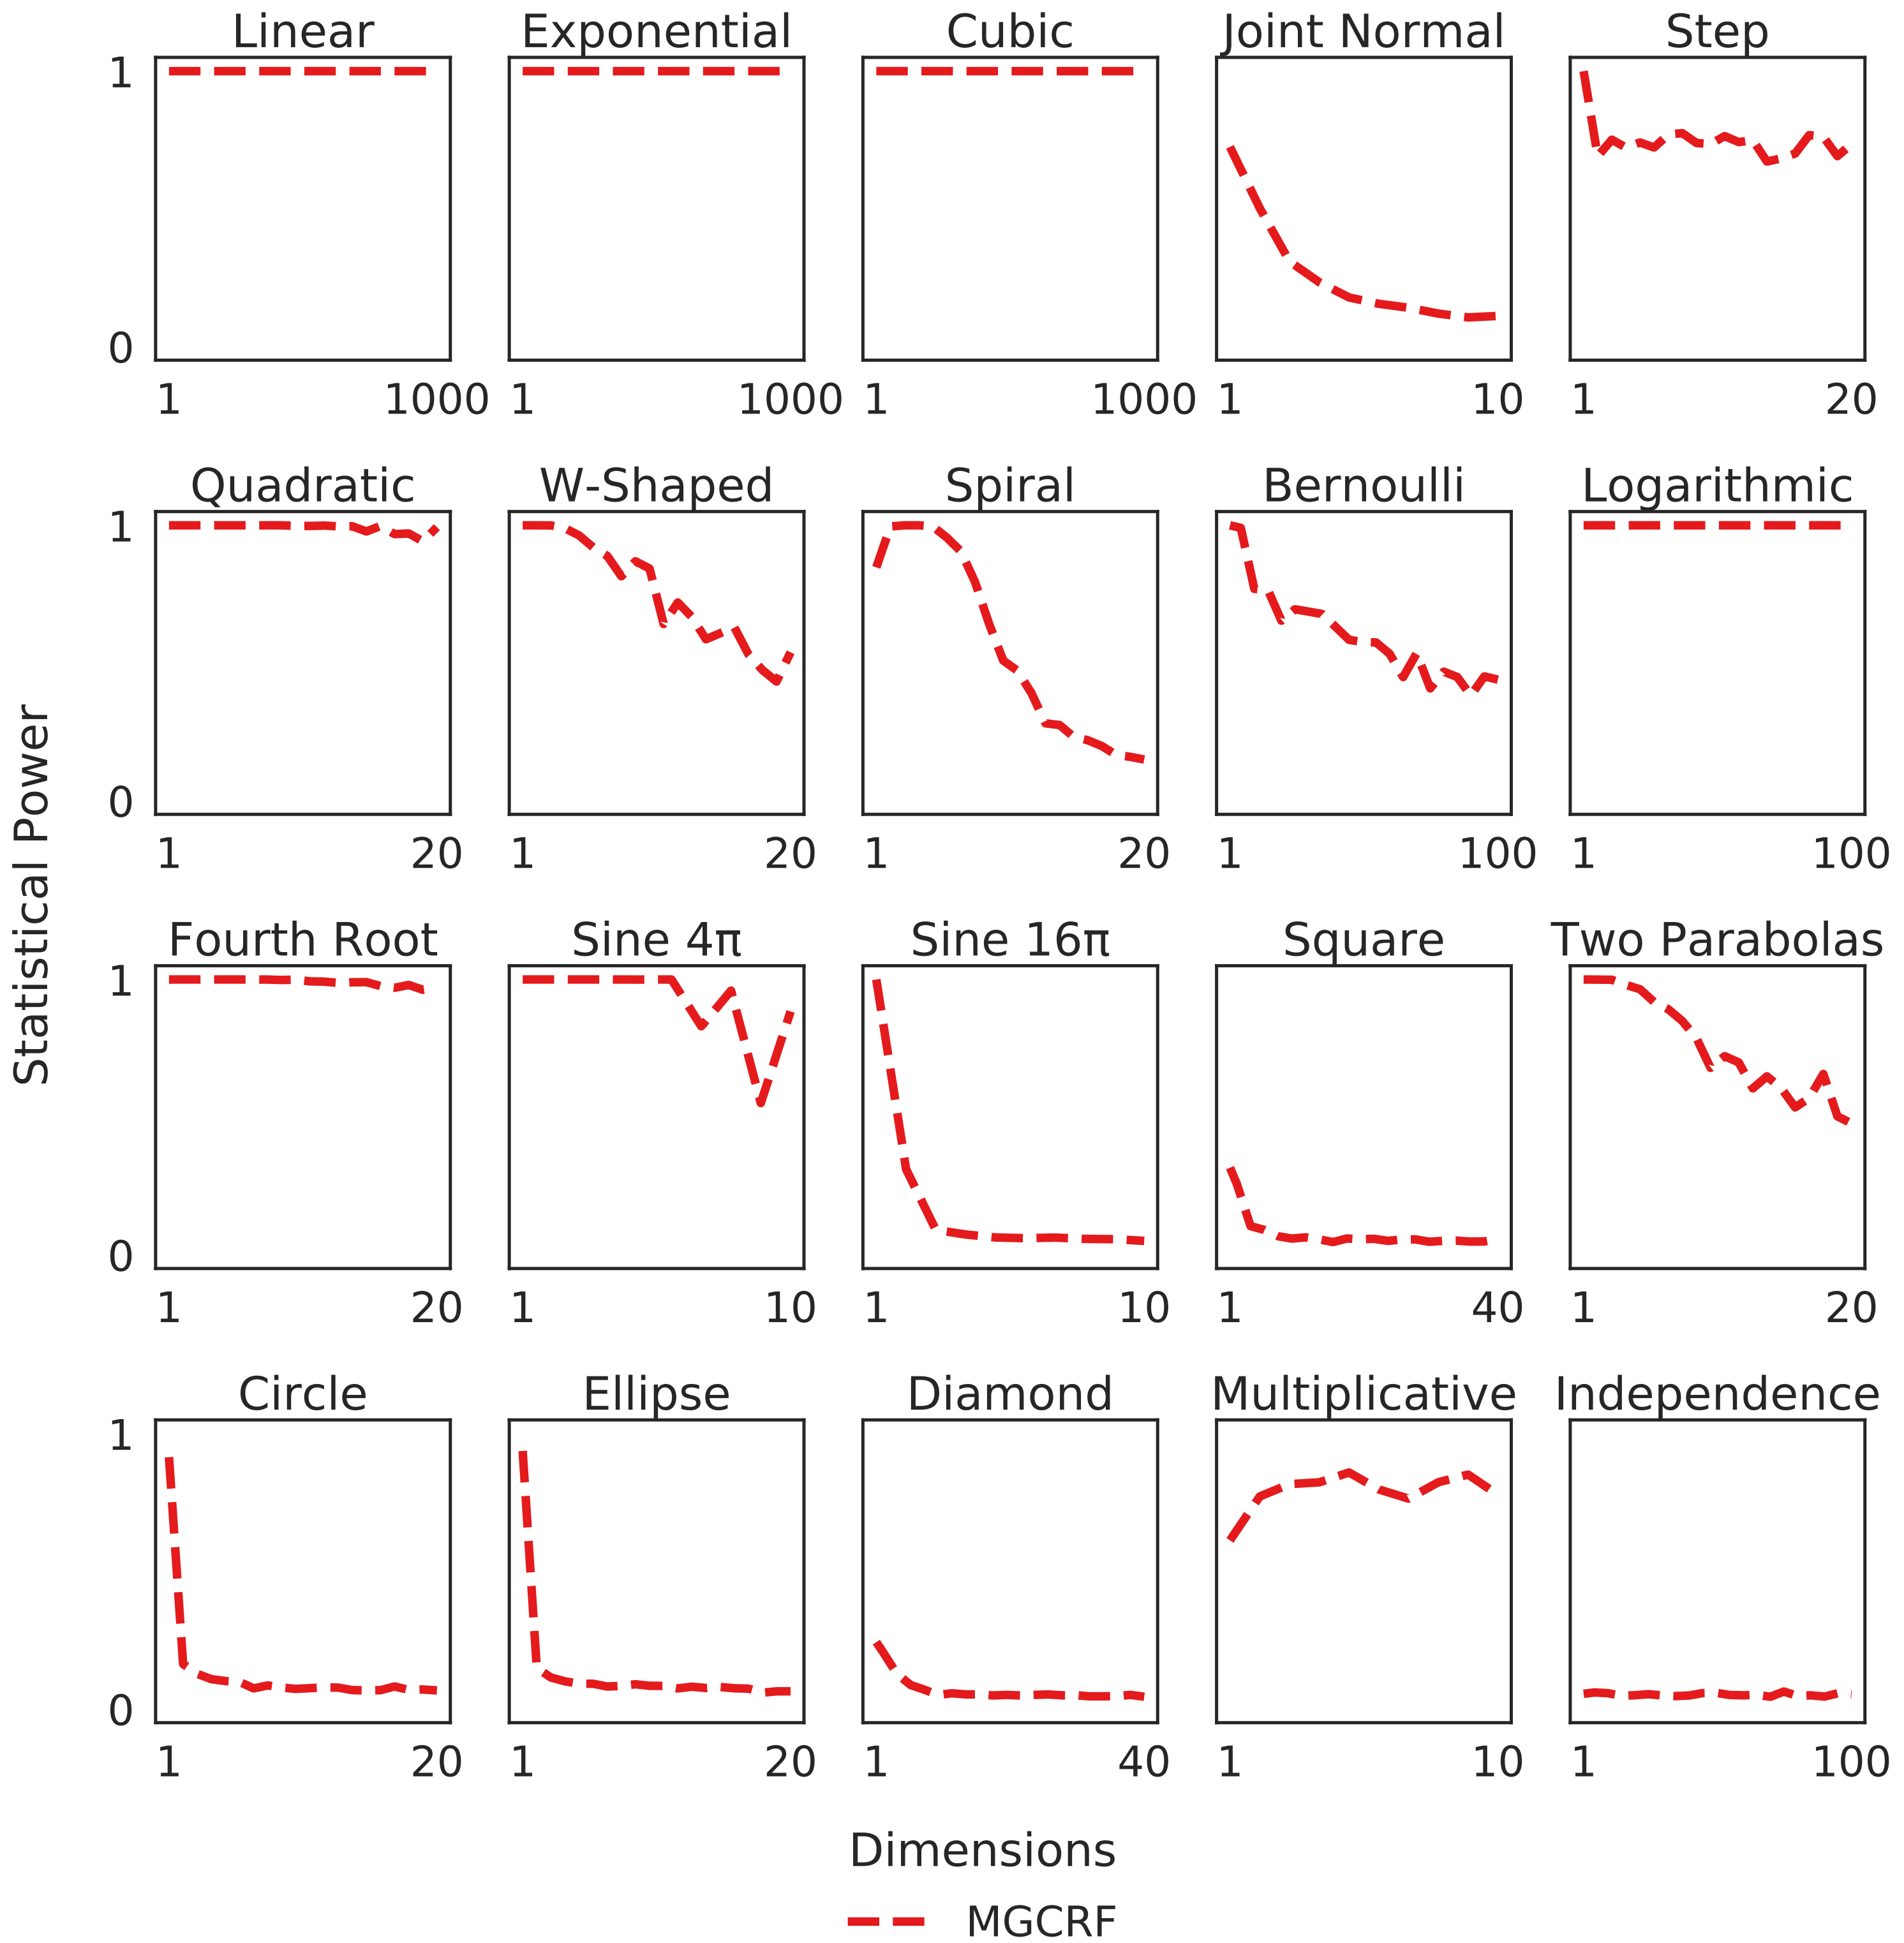 Linear Exponential Cubic Joint Normal Step
1
0
1 1000 1 1000 1 1000 1 10 1 20
Quadratic W-Shaped Spiral Bernoulli Logarithmic
1
0
1 20 1 20 1 20 1 100 1 100
Statistical Power
Fourth Root Sine 4π Sine 16π Square Two Parabolas
1
0
1 20 1 10 1 10 1 40 1 20
Circle Ellipse Diamond Multiplicative Independence
1
0
1 20 1 20 1 40 1 10 1 100
Dimensions
MGCRF